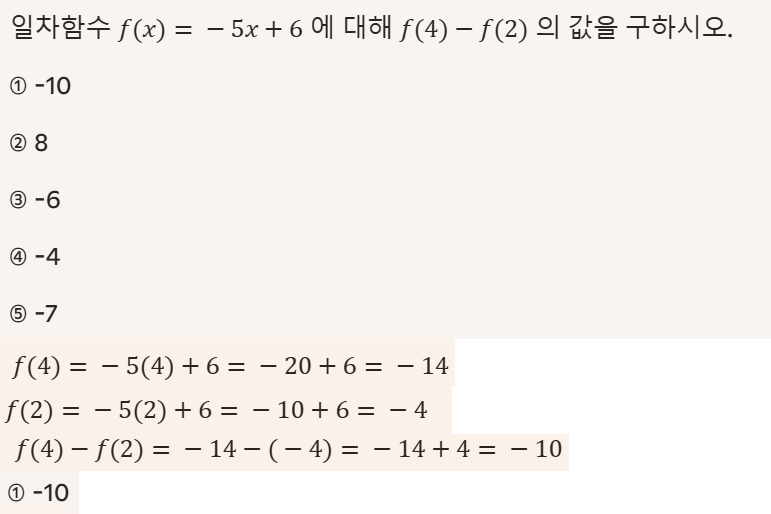 일차함수 f(x) = − 5x + 6 에 대해 f(4) − f(2) 의 값을 구하시오.
① -10
② 8
③ -6
④ -4
⑤ -7
f(4) = − 5(4) + 6 = − 20 + 6 = − 14
f(2) = − 5(2) + 6 = − 10 + 6 = − 4
f(4) − f(2) = − 14 − ( − 4) = − 14 + 4 = − 10
① -10